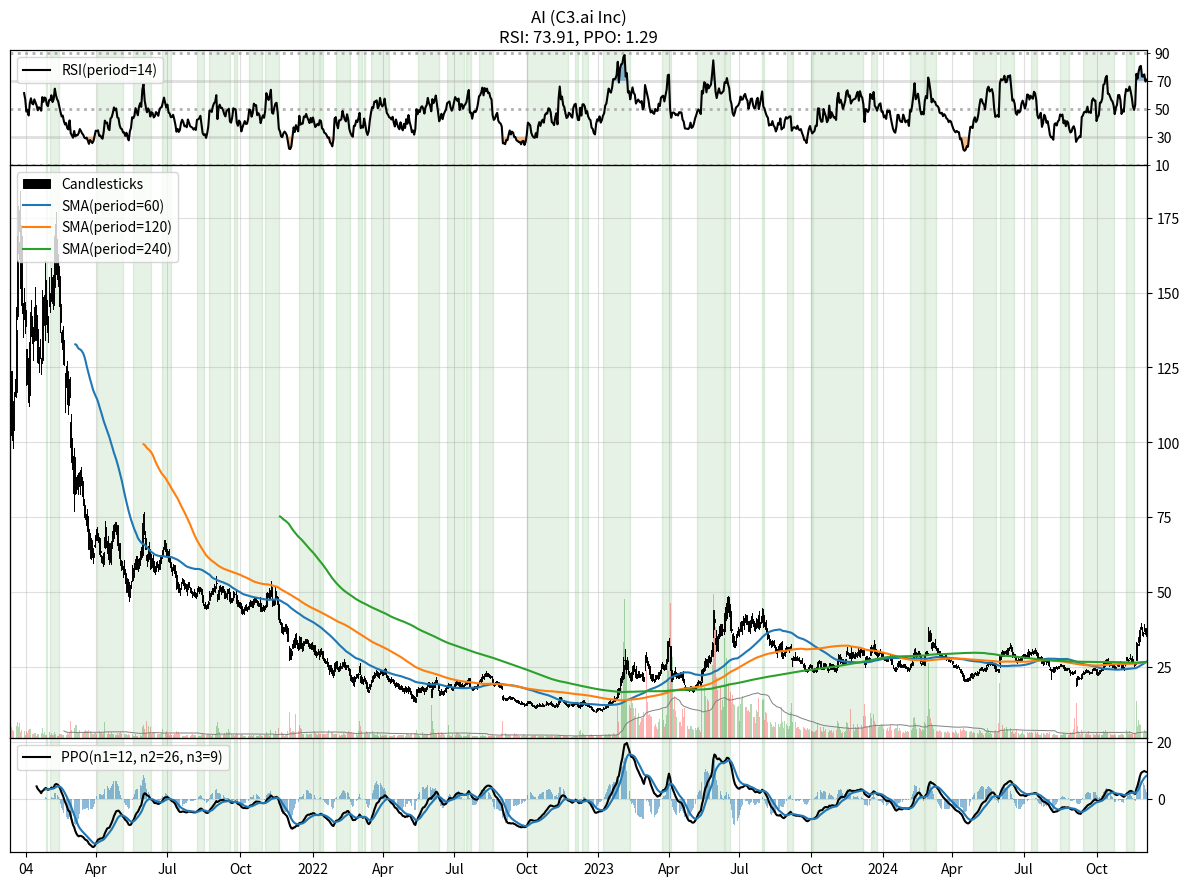 AI (C3.ai Inc)
RSI: 73.91, PPO: 1.29
RSI(period=14)
90
70
50
30
10
Candlesticks
SMA(period=60)
SMA(period=120)
SMA(period=240)
175
150
125
100
75
50
25
PPO(n1=12, n2=26, n3=9)
20
0
04 Apr Jul Oct 2022 Apr Jul Oct 2023 Apr Jul Oct 2024 Apr Jul Oct